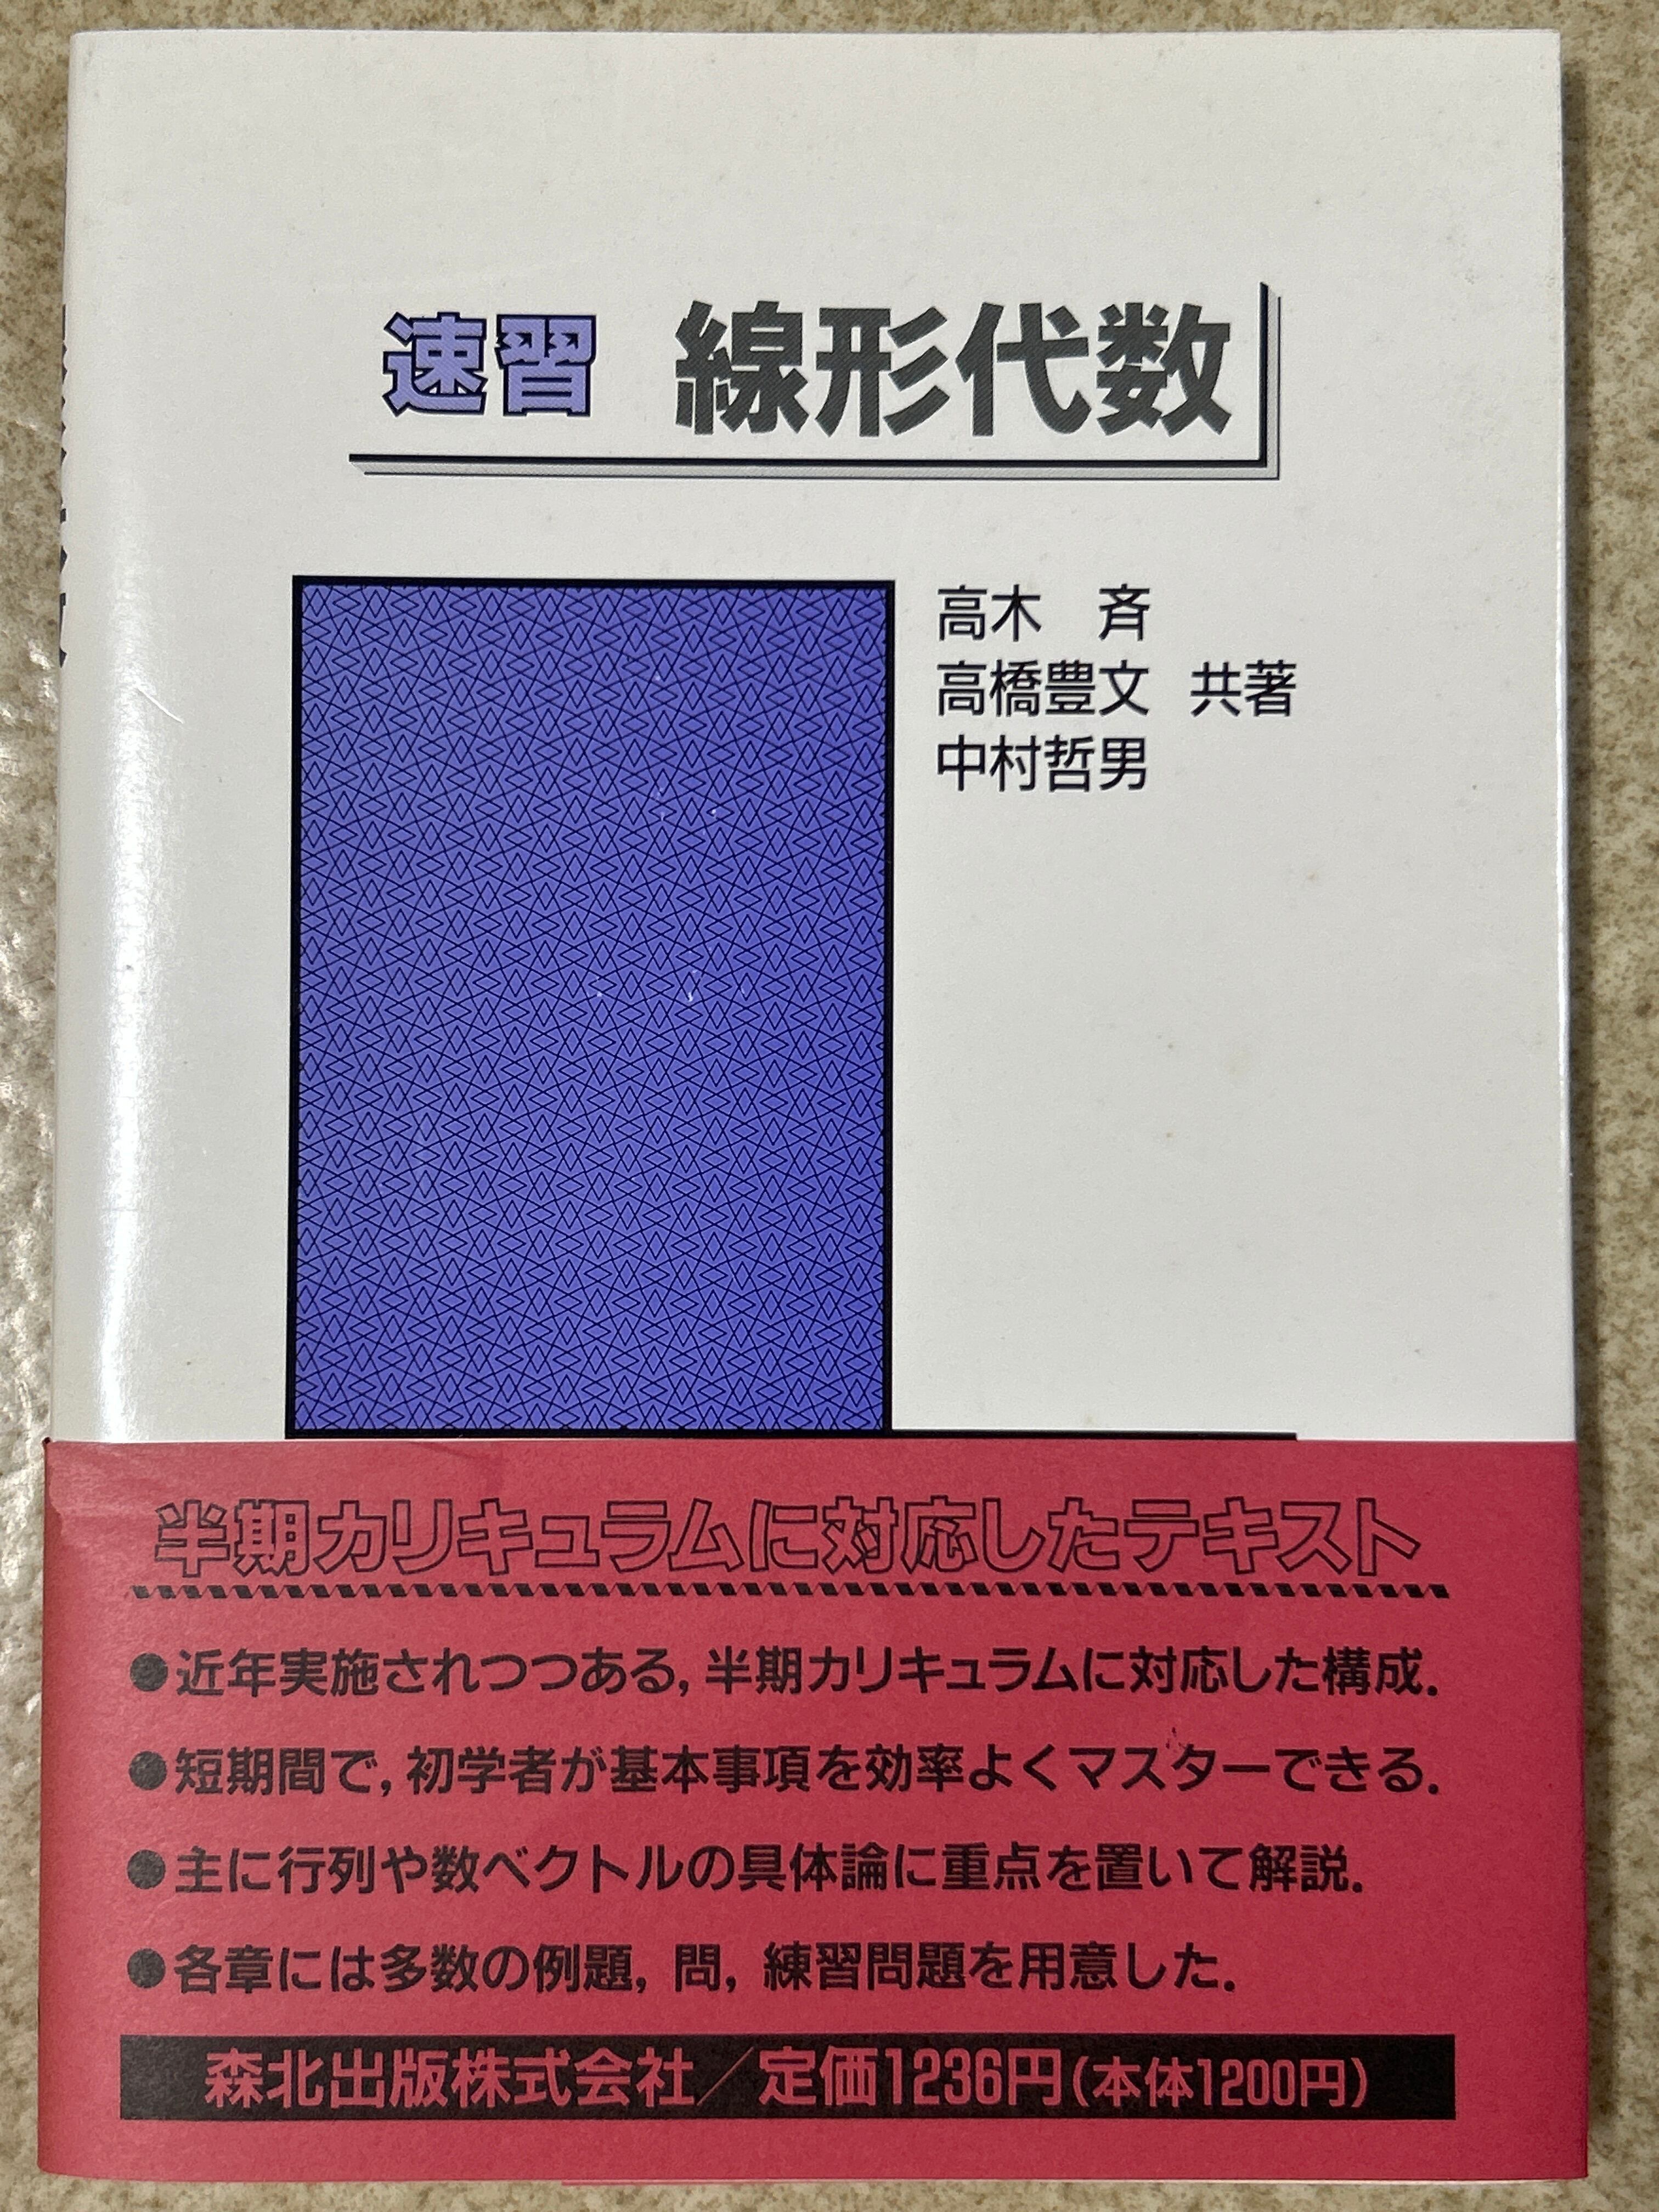 速習 線形代数
高木 斉
高橋豊文 共著
中村哲男
半期カリキュラムに対応したテキスト
●近年実施されつつある,半期カリキュラムに対応した構成.
●短期間で,初学者が基本事項を効率よくマスターできる.
●主に行列や数ベクトルの具体論に重点を置いて解説.
●各章には多数の例題,問,練習問題を用意した.
森北出版株式会社/定価1236円(本体1200円)